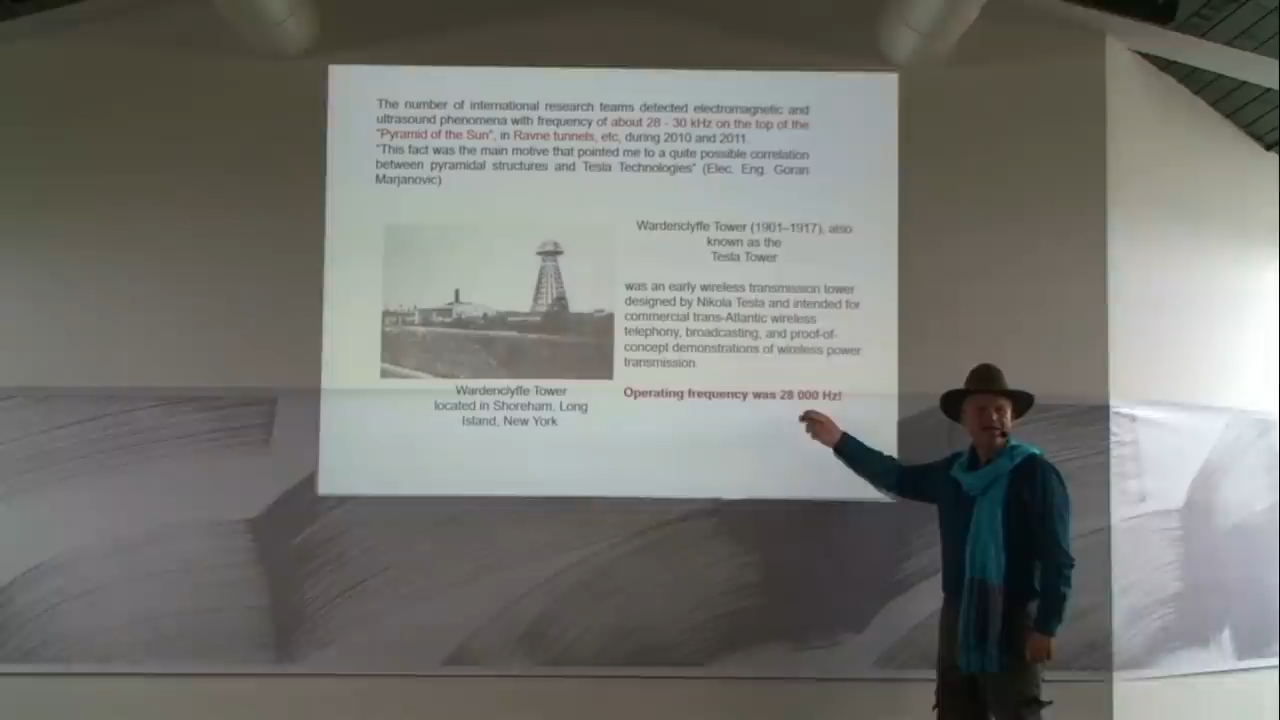 The number of international research teams detected electromagnetic and
ultrasound phenomena with frequency of about 28 - 30 kHz on the top of the
"Pyramid of the Sun", in Ravne tunnels, etc, during 2010 and 2011.
"This fact was the main motive that pointed me to a quite possible correlation
between pyramidal structures and Tesla Technologies" (Elec. Eng. Goran
Marjanovic)
Wardenclyffe Tower (1901–1917), also
known as the
Tesla Tower
was an early wireless transmission tower
designed by Nikola Tesla and intended for
commercial trans-Atlantic wireless
telephony, broadcasting, and proof-of-
concept demonstrations of wireless power
transmission.
Operating frequency was 28 000 Hz!
Wardenclyffe Tower
located in Shoreham, Long
Island, New York